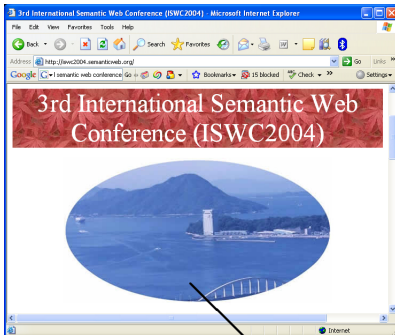 3rd International Semantic Web Conference (ISWC2004) - Microsoft Internet Explorer
File Edit View Favorites Tools Help
Back Search Favorites
Address http://iswc2004.semanticweb.org/ Go Links »
Google semantic web conference Go Bookmarks 15 blocked Check » Settings
3rd International Semantic Web
Conference (ISWC2004)
Internet